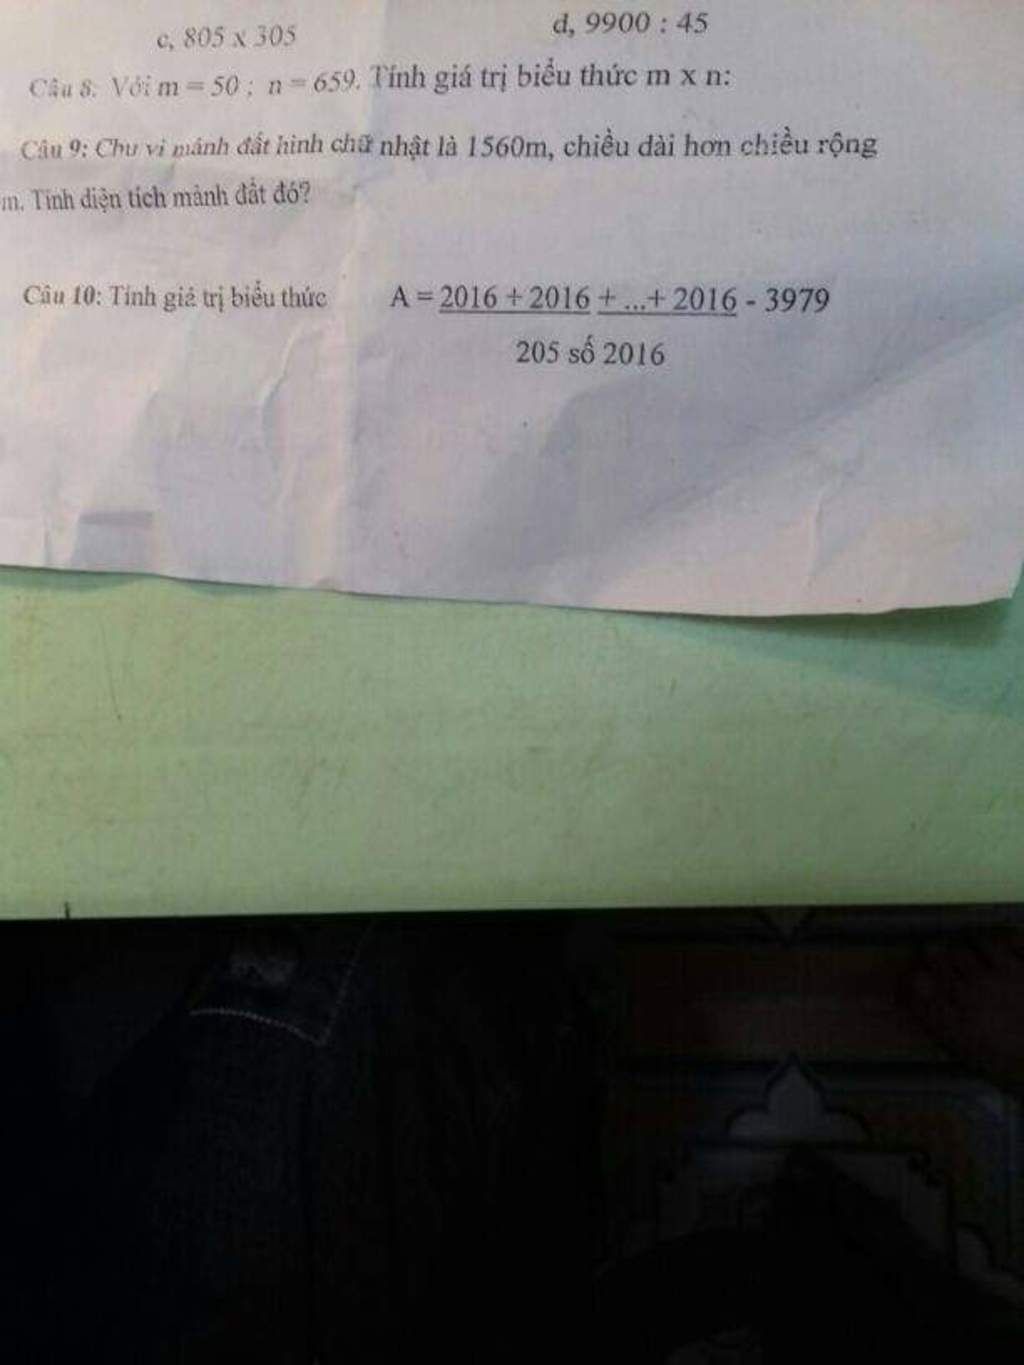 c, 805 x 305 d, 9900 : 45
Câu 8: Với m = 50 ; n = 659. Tính giá trị biểu thức m x n:
Câu 9: Chu vi mảnh đất hình chữ nhật là 1560m, chiều dài hơn chiều rộng
m. Tính diện tích mảnh đất đó?
Câu 10: Tính giá trị biểu thức A = 2016 + 2016 + ...+ 2016 - 3979
205 số 2016